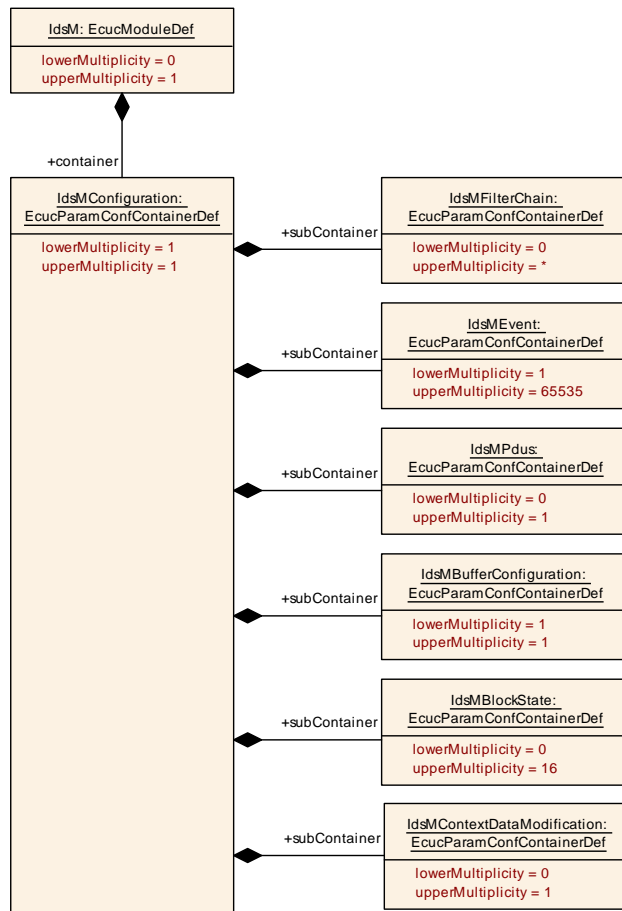 IdsM: EcucModuleDef
lowerMultiplicity = 0
upperMultiplicity = 1
+container
IdsMConfiguration:
EcucParamConfContainerDef
lowerMultiplicity = 1
upperMultiplicity = 1
+subContainer
IdsMFilterChain:
EcucParamConfContainerDef
lowerMultiplicity = 0
upperMultiplicity = *
+subContainer
IdsMEvent:
EcucParamConfContainerDef
lowerMultiplicity = 1
upperMultiplicity = 65535
+subContainer
IdsMPdus:
EcucParamConfContainerDef
lowerMultiplicity = 0
upperMultiplicity = 1
+subContainer
IdsMBufferConfiguration:
EcucParamConfContainerDef
lowerMultiplicity = 1
upperMultiplicity = 1
+subContainer
IdsMBlockState:
EcucParamConfContainerDef
lowerMultiplicity = 0
upperMultiplicity = 16
+subContainer
IdsMContextDataModification:
EcucParamConfContainerDef
lowerMultiplicity = 0
upperMultiplicity = 1